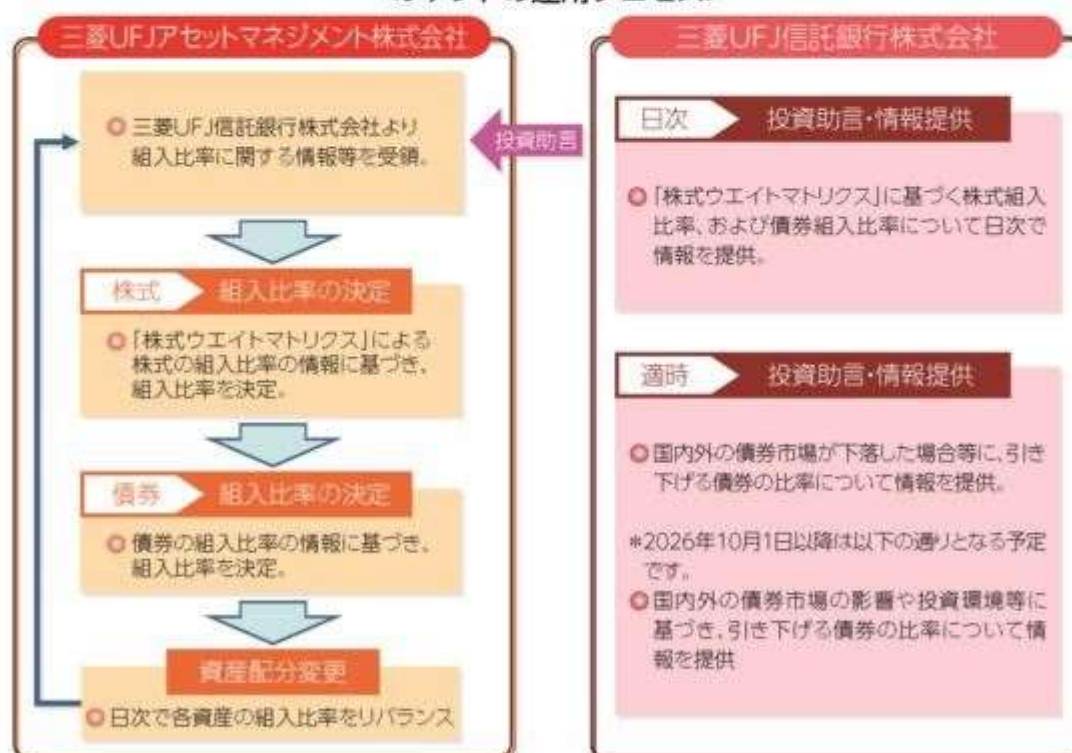 三菱UFJアセットマネジメント株式会社
三菱UFJ信託銀行株式会社より
組入比率に関する情報等を受領。
投資助言
株式 組入比率の決定
「株式ウエイトマトリクス」による
株式の組入比率の情報に基づき、
組入比率を決定。
債券 組入比率の決定
債券の組入比率の情報に基づき、
組入比率を決定。
資産配分変更
日次で各資産の組入比率をリバランス
三菱UFJ信託銀行株式会社
日次 投資助言・情報提供
「株式ウエイトマトリクス」に基づく株式組入
比率、および債券組入比率について日次で
情報を提供。
適時 投資助言・情報提供
国内外の債券市場が下落した場合等に、引き
下げる債券の比率について情報を提供。
*2026年10月1日以降は以下の通りとなる予定
です。
国内外の債券市場の影響や投資環境等に
基づき、引き下げる債券の比率について情
報を提供